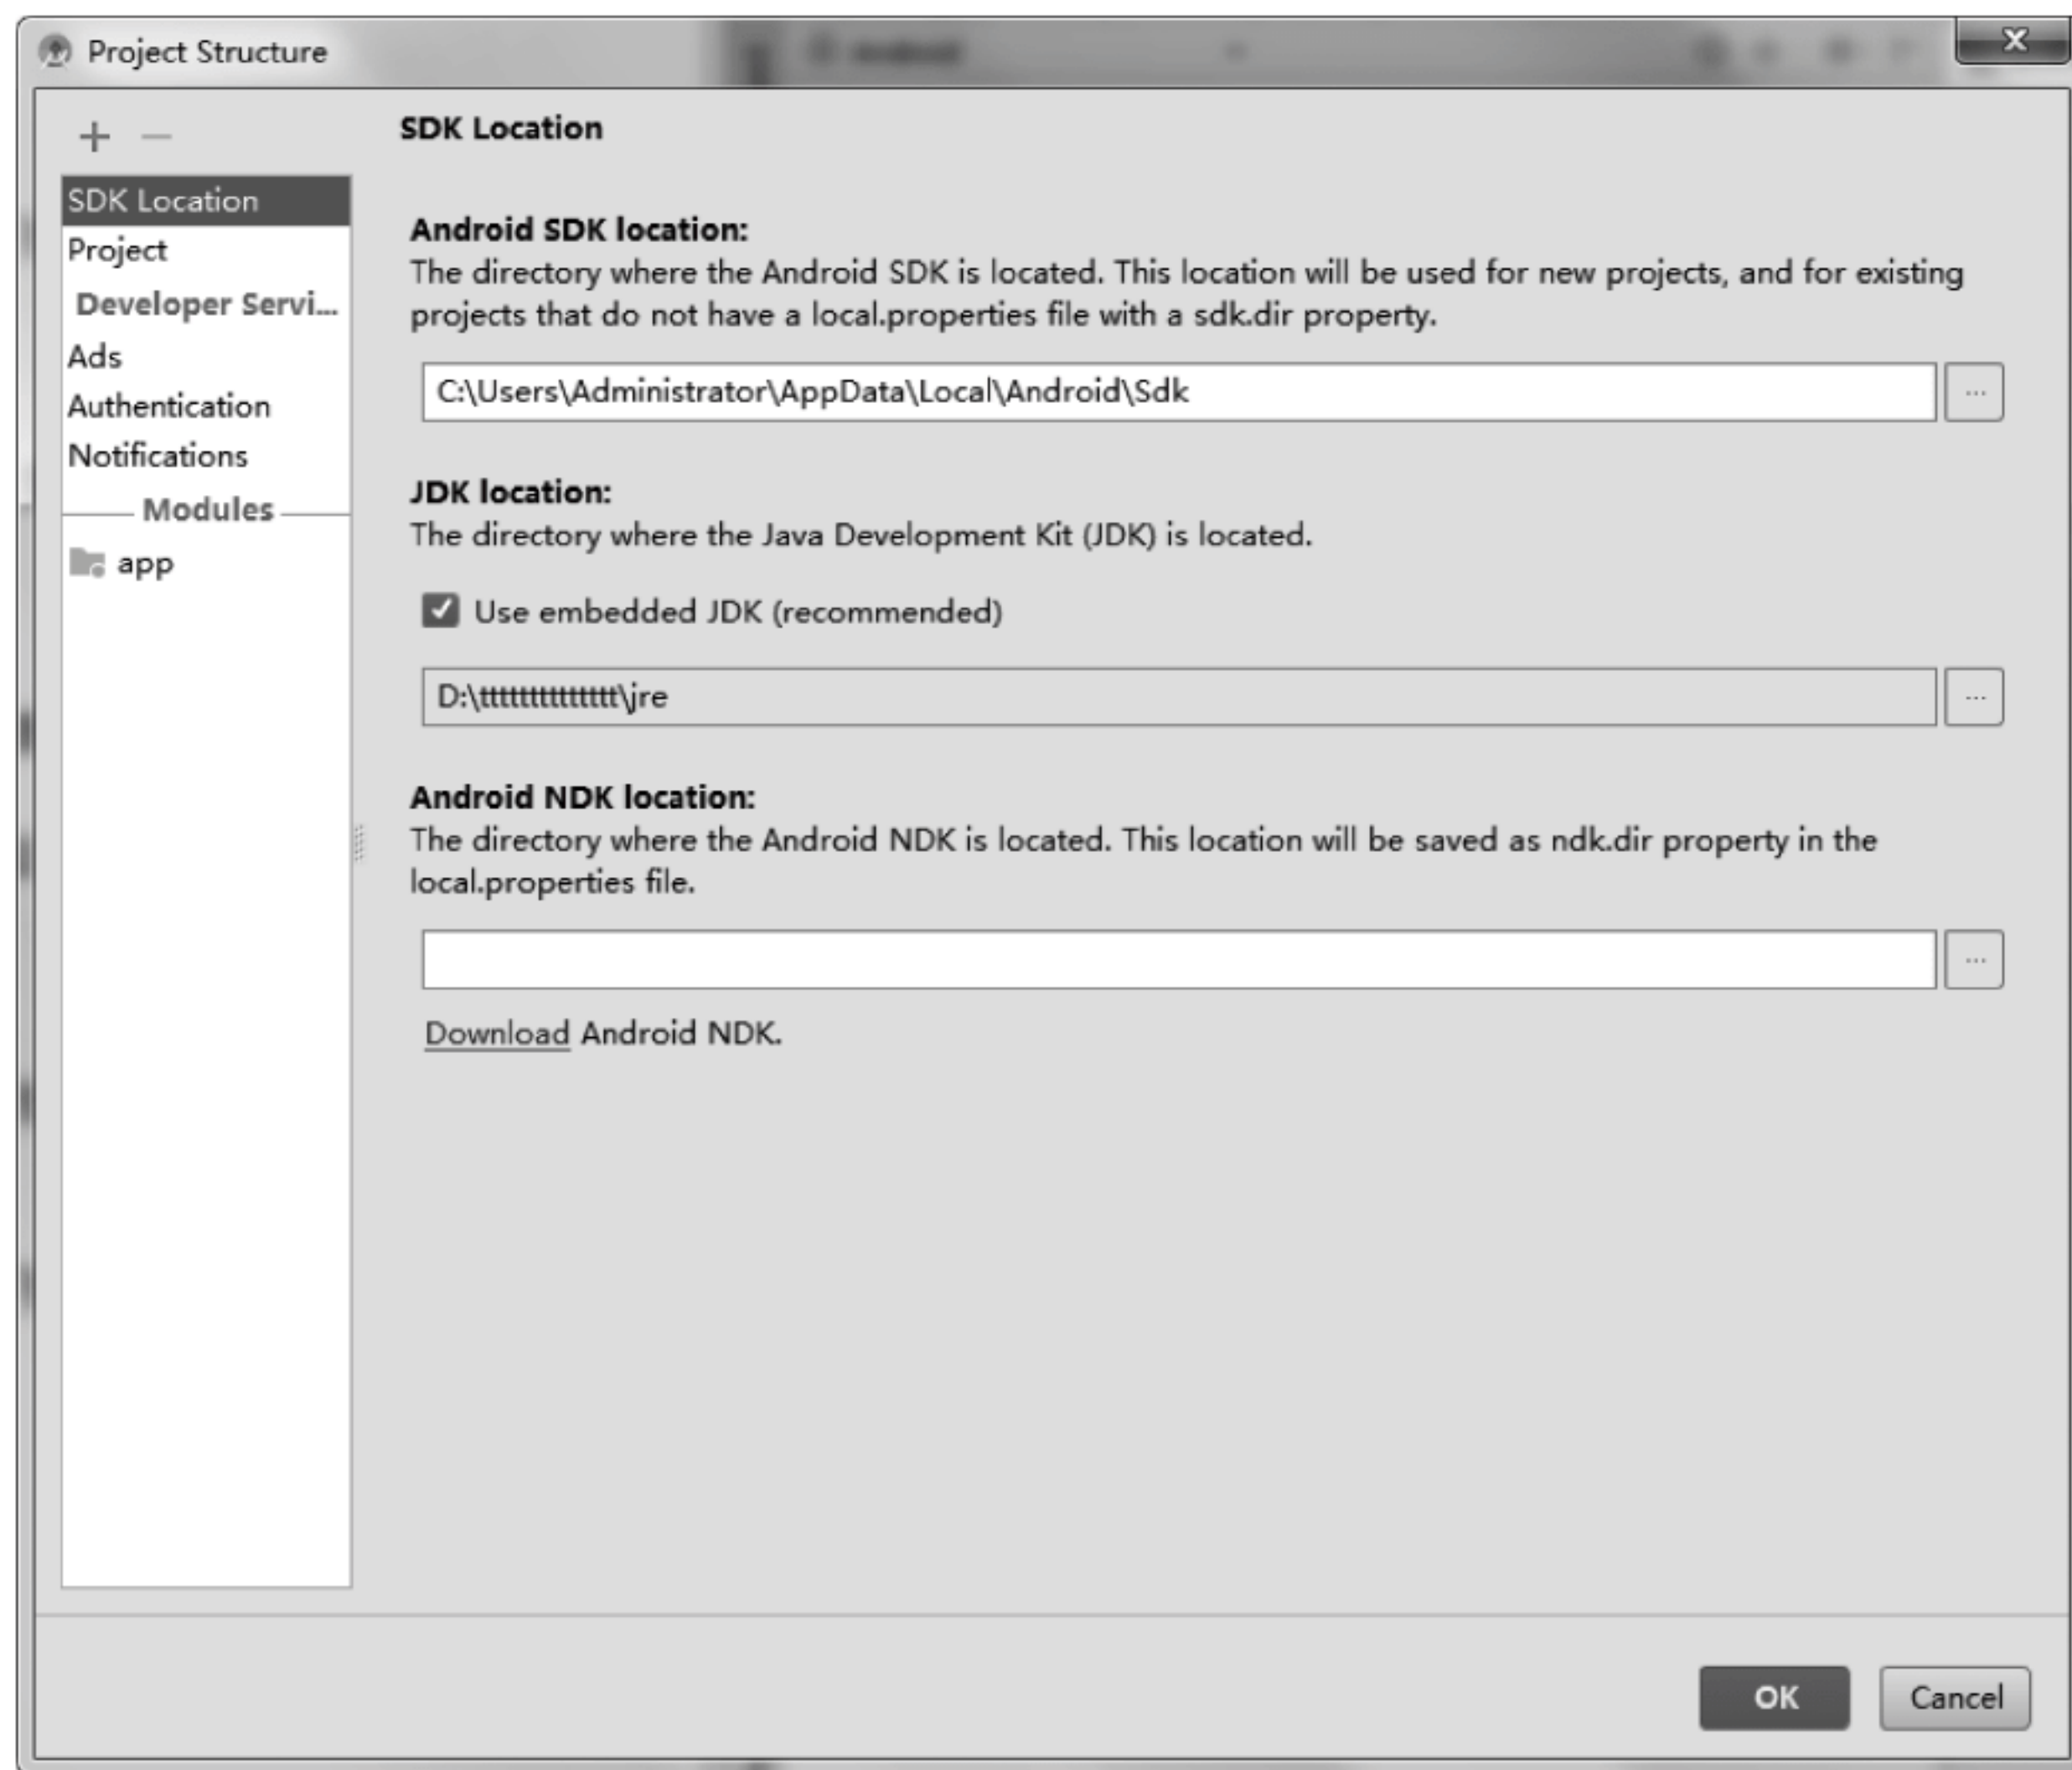 Project Structure
SDK Location
Project
Developer Servi...
Ads
Authentication
Notifications
Modules
app
SDK Location
Android SDK location:
The directory where the Android SDK is located. This location will be used for new projects, and for existing
projects that do not have a local.properties file with a sdk.dir property.
C:\Users\Administrator\AppData\Local\Android\Sdk
...
JDK location:
The directory where the Java Development Kit (JDK) is located.
Use embedded JDK (recommended)
...
Android NDK location:
The directory where the Android NDK is located. This location will be saved as ndk.dir property in the
local.properties file.
...
Download Android NDK.
OK
Cancel